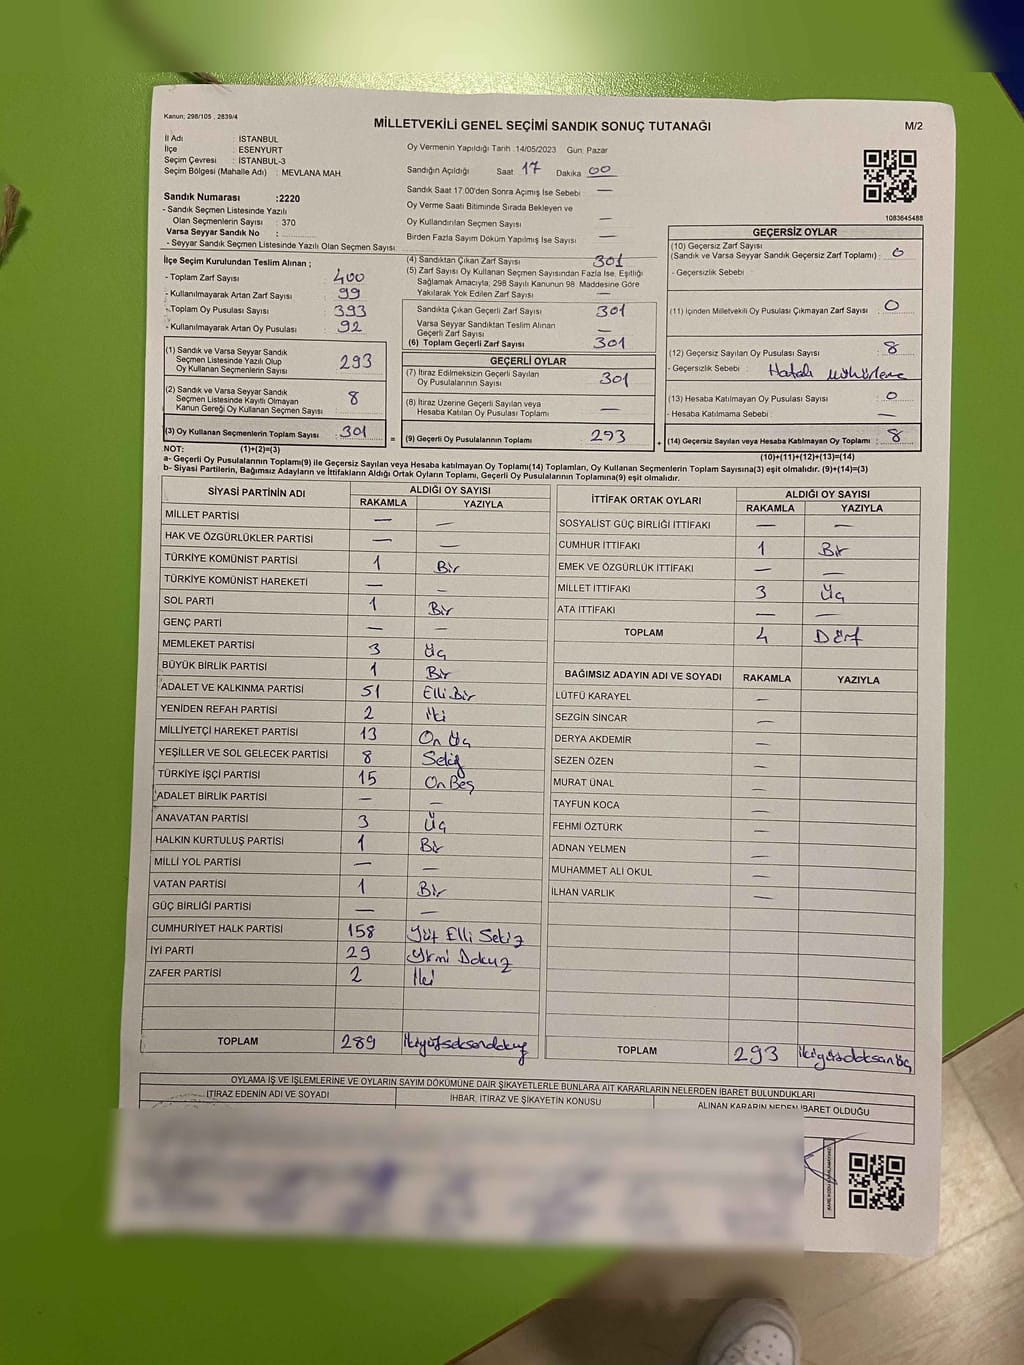 Kanun; 298/105 , 2839/4
MİLLETVEKİLİ GENEL SEÇİMİ SANDIK SONUÇ TUTANAĞI
M/2
İl Adı : İSTANBUL
İlçe : ESENYURT
Seçim Çevresi : İSTANBUL-3
Seçim Bölgesi (Mahalle Adı) : MEVLANA MAH.
Sandık Numarası :2220
- Sandık Seçmen Listesinde Yazılı
Olan Seçmenlerin Sayısı : 370
Varsa Seyyar Sandık No :
- Seyyar Sandık Seçmen Listesinde Yazılı Olan Seçmen Sayısı:
Oy Vermenin Yapıldığı Tarih :14/05/2023 Gün: Pazar
Sandığın Açıldığı Saat 17 Dakika 00
Sandık Saat 17.00'den Sonra Açımış İse Sebebi : —
Oy Verme Saati Bitiminde Sırada Bekleyen ve
Oy Kullandırılan Seçmen Sayısı —
Birden Fazla Sayım Döküm Yapılmış İse Sayısı —
1083645488
İlçe Seçim Kurulundan Teslim Alınan ;
- Toplam Zarf Sayısı 400
- Kullanılmayarak Artan Zarf Sayısı 99
- Toplam Oy Pusulası Sayısı 393
- Kullanılmayarak Artan Oy Pusulası 92
(1) Sandık ve Varsa Seyyar Sandık
Seçmen Listesinde Yazılı Olup
Oy Kullanan Seçmenlerin Sayısı 293
(2) Sandık ve Varsa Seyyar Sandık
Seçmen Listesinde Kayıtlı Olmayan
Kanun Gereği Oy Kullanan Seçmen Sayısı : 8
(3) Oy Kullanan Seçmenlerin Toplam Sayısı : 301
(4) Sandıktan Çıkan Zarf Sayısı 301
(5) Zarf Sayısı Oy Kullanan Seçmen Sayısından Fazla İse, Eşitliği
Sağlamak Amacıyla, 298 Sayılı Kanunun 98 Maddesine Göre
Yakılarak Yok Edilen Zarf Sayısı —
Sandıkta Çıkan Geçerli Zarf Sayısı 301
Varsa Seyyar Sandıktan Teslim Alınan
Geçerli Zarf Sayısı —
(6) Toplam Geçerli Zarf Sayısı 301
GEÇERLİ OYLAR
(7) İtiraz Edilmeksizin Geçerli Sayılan
Oy Pusulalarının Sayısı 301
(8) İtiraz Üzerine Geçerli Sayılan veya
Hesaba Katılan Oy Pusulası Toplamı —
= (9) Geçerli Oy Pusulalarının Toplamı 293 +
GEÇERSİZ OYLAR
(10) Geçersiz Zarf Sayısı
(Sandık ve Varsa Seyyar Sandık Geçersiz Zarf Toplamı) : 0
- Geçersizlik Sebebi :
(11) İçinden Milletvekili Oy Pusulası Çıkmayan Zarf Sayısı : 0
(12) Geçersiz Sayılan Oy Pusulası Sayısı : 8
- Geçersizlik Sebebi : Hatalı mühürleme
(13) Hesaba Katılmayan Oy Pusulası Sayısı : 0
- Hesaba Katılmama Sebebi : —
(14) Geçersiz Sayılan veya Hesaba Katılmayan Oy Toplamı : 8
NOT: (1)+(2)=(3)
(10)+(11)+(12)+(13)=(14)
a- Geçerli Oy Pusulalarının Toplamı(9) ile Geçersiz Sayılan veya Hesaba katılmayan Oy Toplamı(14) Toplamları, Oy Kullanan Seçmenlerin Toplam Sayısına(3) eşit olmalıdır. (9)+(14)=(3)
b- Siyasi Partilerin, Bağımsız Adayların ve İttifakların Aldığı Ortak Oyların Toplamı, Geçerli Oy Pusulalarının Toplamına(9) eşit olmalıdır.
SİYASİ PARTİNİN ADI ALDIĞI OY SAYISI
RAKAMLA YAZIYLA
MİLLET PARTİSİ — —
HAK VE ÖZGÜRLÜKLER PARTİSİ — —
TÜRKİYE KOMÜNİST PARTİSİ 1 Bir
TÜRKİYE KOMÜNİST HAREKETİ — —
SOL PARTİ 1 Bir
GENÇ PARTİ — —
MEMLEKET PARTİSİ 3 Üç
BÜYÜK BİRLİK PARTİSİ 1 Bir
ADALET VE KALKINMA PARTİSİ 51 Elli Bir
YENİDEN REFAH PARTİSİ 2 iki
MİLLİYETÇİ HAREKET PARTİSİ 13 On Üç
YEŞİLLER VE SOL GELECEK PARTİSİ 8 Sekiz
TÜRKİYE İŞÇİ PARTİSİ 15 On Beş
ADALET BİRLİK PARTİSİ — —
ANAVATAN PARTİSİ 3 Üç
HALKIN KURTULUŞ PARTİSİ 1 Bir
MİLLİ YOL PARTİSİ — —
VATAN PARTİSİ 1 Bir
GÜÇ BİRLİĞİ PARTİSİ — —
CUMHURİYET HALK PARTİSİ 158 Yüz Elli Sekiz
İYİ PARTİ 29 Yirmi Dokuz
ZAFER PARTİSİ 2 İki
TOPLAM 289 ikiyüzseksendokuz
İTTİFAK ORTAK OYLARI ALDIĞI OY SAYISI
RAKAMLA YAZIYLA
SOSYALİST GÜÇ BİRLİĞİ İTTİFAKI — —
CUMHUR İTTİFAKI 1 Bir
EMEK VE ÖZGÜRLÜK İTTİFAKI — —
MİLLET İTTİFAKI 3 Üç
ATA İTTİFAKI — —
TOPLAM 4 Dört
BAĞIMSIZ ADAYIN ADI VE SOYADI RAKAMLA YAZIYLA
LÜTFÜ KARAYEL —
SEZGİN SİNCAR —
DERYA AKDEMİR —
SEZEN ÖZEN —
MURAT ÜNAL —
TAYFUN KOCA —
FEHMİ ÖZTÜRK —
ADNAN YELMEN —
MUHAMMET ALİ OKUL —
İLHAN VARLIK —
TOPLAM 293 ikiyüzdoksanüç
OYLAMA İŞ VE İŞLEMLERİNE VE OYLARIN SAYIM DÖKÜMÜNE DAİR ŞİKAYETLERLE BUNLARA AİT KARARLARIN NELERDEN İBARET BULUNDUKLARI
İTİRAZ EDENİN ADI VE SOYADI İHBAR, İTİRAZ VE ŞİKAYETİN KONUSU ALINAN KARARIN NEDEN İBARET OLDUĞU